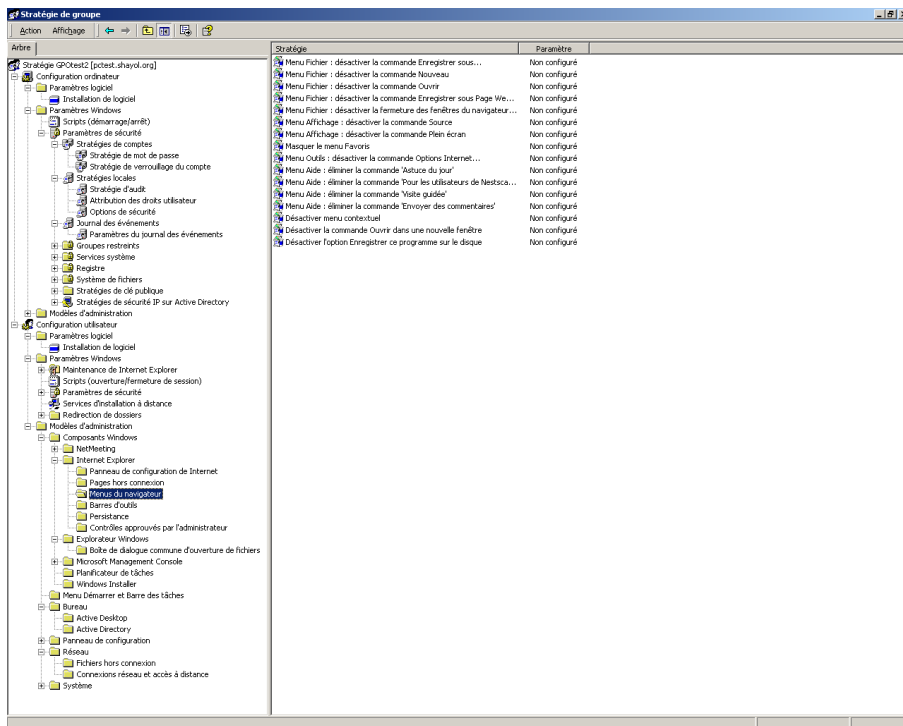 Stratégie de groupe
Action Affichage
Arbre
Stratégie GPOtest2 [pctest.shayol.org]
Configuration ordinateur
Paramètres logiciel
Installation de logiciel
Paramètres Windows
Scripts (démarrage/arrêt)
Paramètres de sécurité
Stratégies de comptes
Stratégie de mot de passe
Stratégie de verrouillage du compte
Stratégies locales
Stratégie d'audit
Attribution des droits utilisateur
Options de sécurité
Journal des événements
Paramètres du journal des événements
Groupes restreints
Services système
Registre
Système de fichiers
Stratégies de clé publique
Stratégies de sécurité IP sur Active Directory
Modèles d'administration
Configuration utilisateur
Paramètres logiciel
Installation de logiciel
Paramètres Windows
Maintenance de Internet Explorer
Scripts (ouverture/fermeture de session)
Paramètres de sécurité
Services d'installation à distance
Redirection de dossiers
Modèles d'administration
Composants Windows
NetMeeting
Internet Explorer
Panneau de configuration de Internet
Pages hors connexion
Menus du navigateur
Barres d'outils
Persistance
Contrôles approuvés par l'administrateur
Explorateur Windows
Boîte de dialogue commune d'ouverture de fichiers
Microsoft Management Console
Planificateur de tâches
Windows Installer
Menu Démarrer et Barre des tâches
Bureau
Active Desktop
Active Directory
Panneau de configuration
Réseau
Fichiers hors connexion
Connexions réseau et accès à distance
Système
Stratégie Paramètre
Menu Fichier : désactiver la commande Enregistrer sous... Non configuré
Menu Fichier : désactiver la commande Nouveau Non configuré
Menu Fichier : désactiver la commande Ouvrir Non configuré
Menu Fichier : désactiver la commande Enregistrer sous Page We... Non configuré
Menu Fichier : désactiver la fermeture des fenêtres du navigateur... Non configuré
Menu Affichage : désactiver la commande Source Non configuré
Menu Affichage : désactiver la commande Plein écran Non configuré
Masquer le menu Favoris Non configuré
Menu Outils : désactiver la commande Options Internet... Non configuré
Menu Aide : éliminer la commande 'Astuce du jour' Non configuré
Menu Aide : éliminer la commande 'Pour les utilisateurs de Nestsca... Non configuré
Menu Aide : éliminer la commande 'Visite guidée' Non configuré
Menu Aide : éliminer la commande 'Envoyer des commentaires' Non configuré
Désactiver menu contextuel Non configuré
Désactiver la commande Ouvrir dans une nouvelle fenêtre Non configuré
Désactiver l'option Enregistrer ce programme sur le disque Non configuré